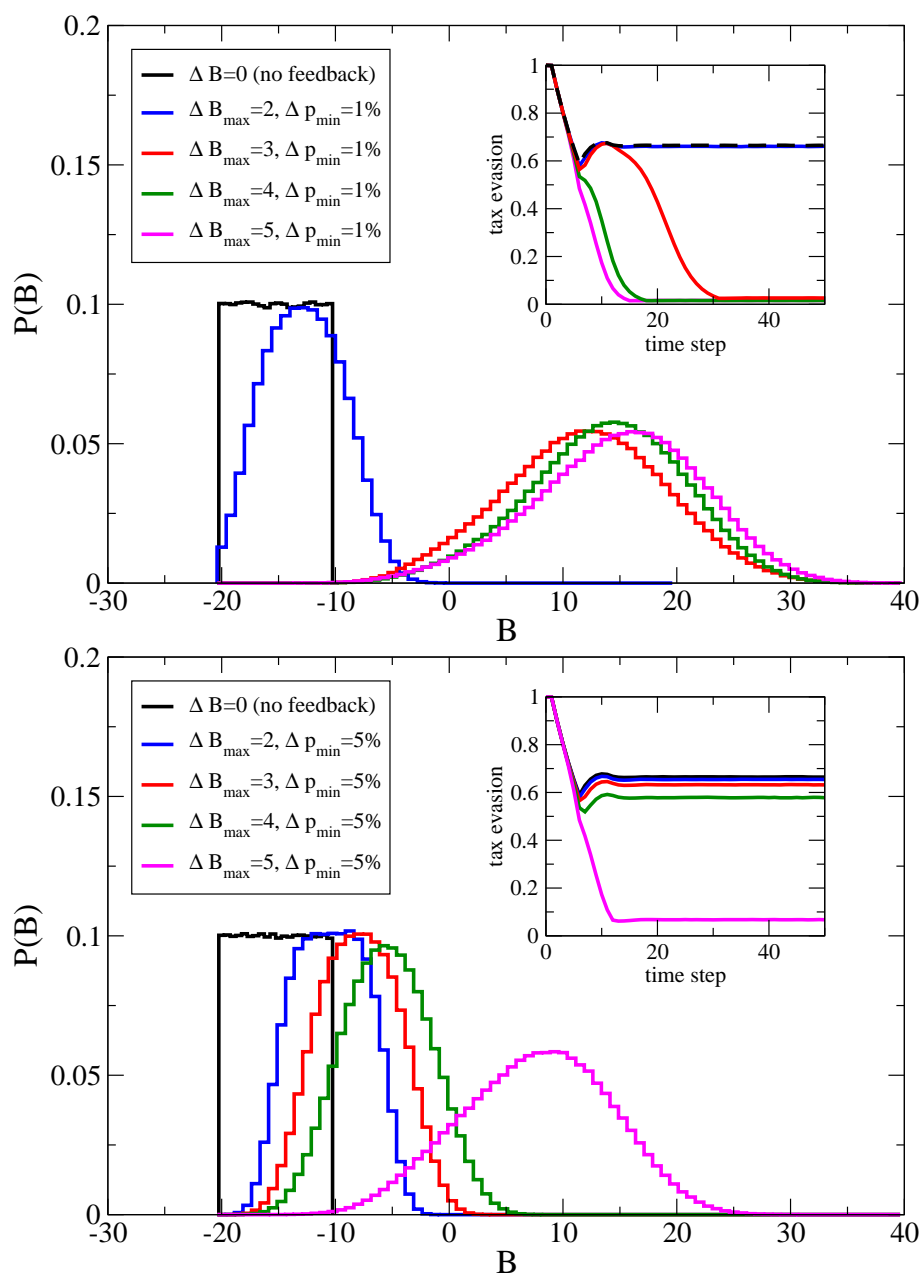 0.2
0.15
0.1
0.05
0
P(B)
Δ B=0 (no feedback)
Δ B_max=2, Δ p_min=1%
Δ B_max=3, Δ p_min=1%
Δ B_max=4, Δ p_min=1%
Δ B_max=5, Δ p_min=1%
1
0.8
0.6
0.4
0.2
0
tax evasion
0 20 40
time step
-30 -20 -10 0 10 20 30 40
B
0.2
0.15
0.1
0.05
0
P(B)
Δ B=0 (no feedback)
Δ B_max=2, Δ p_min=5%
Δ B_max=3, Δ p_min=5%
Δ B_max=4, Δ p_min=5%
Δ B_max=5, Δ p_min=5%
1
0.8
0.6
0.4
0.2
0
tax evasion
0 20 40
time step
-30 -20 -10 0 10 20 30 40
B